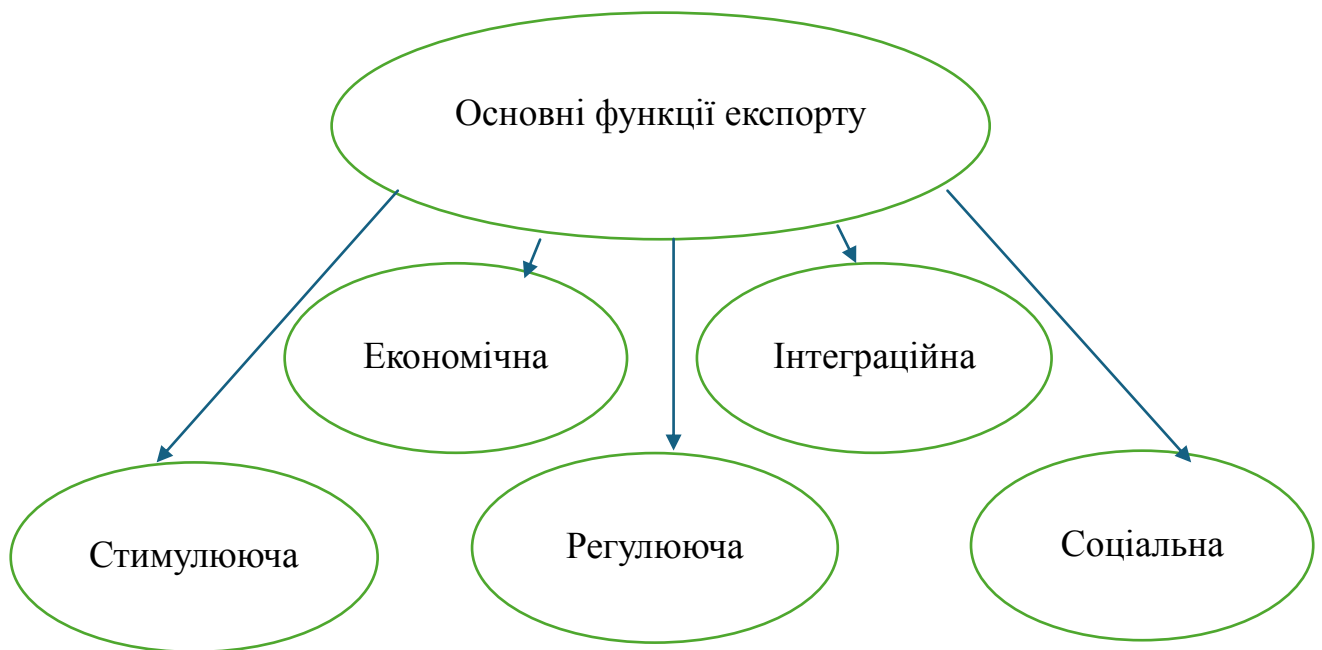 Основні функції експорту
Економічна
Інтеграційна
Стимулююча
Регулююча
Соціальна